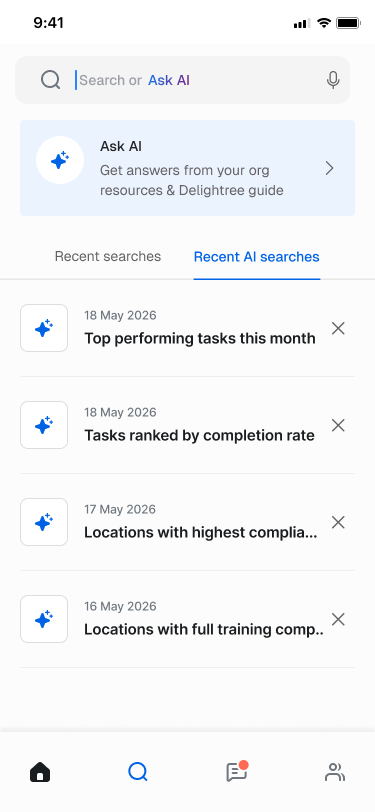 9:41
Search or Ask AI
Ask AI
Get answers from your org
resources & Delightree guide
Recent searches
Recent AI searches
18 May 2026
Top performing tasks this month
18 May 2026
Tasks ranked by completion rate
17 May 2026
Locations with highest complia...
16 May 2026
Locations with full training comp..